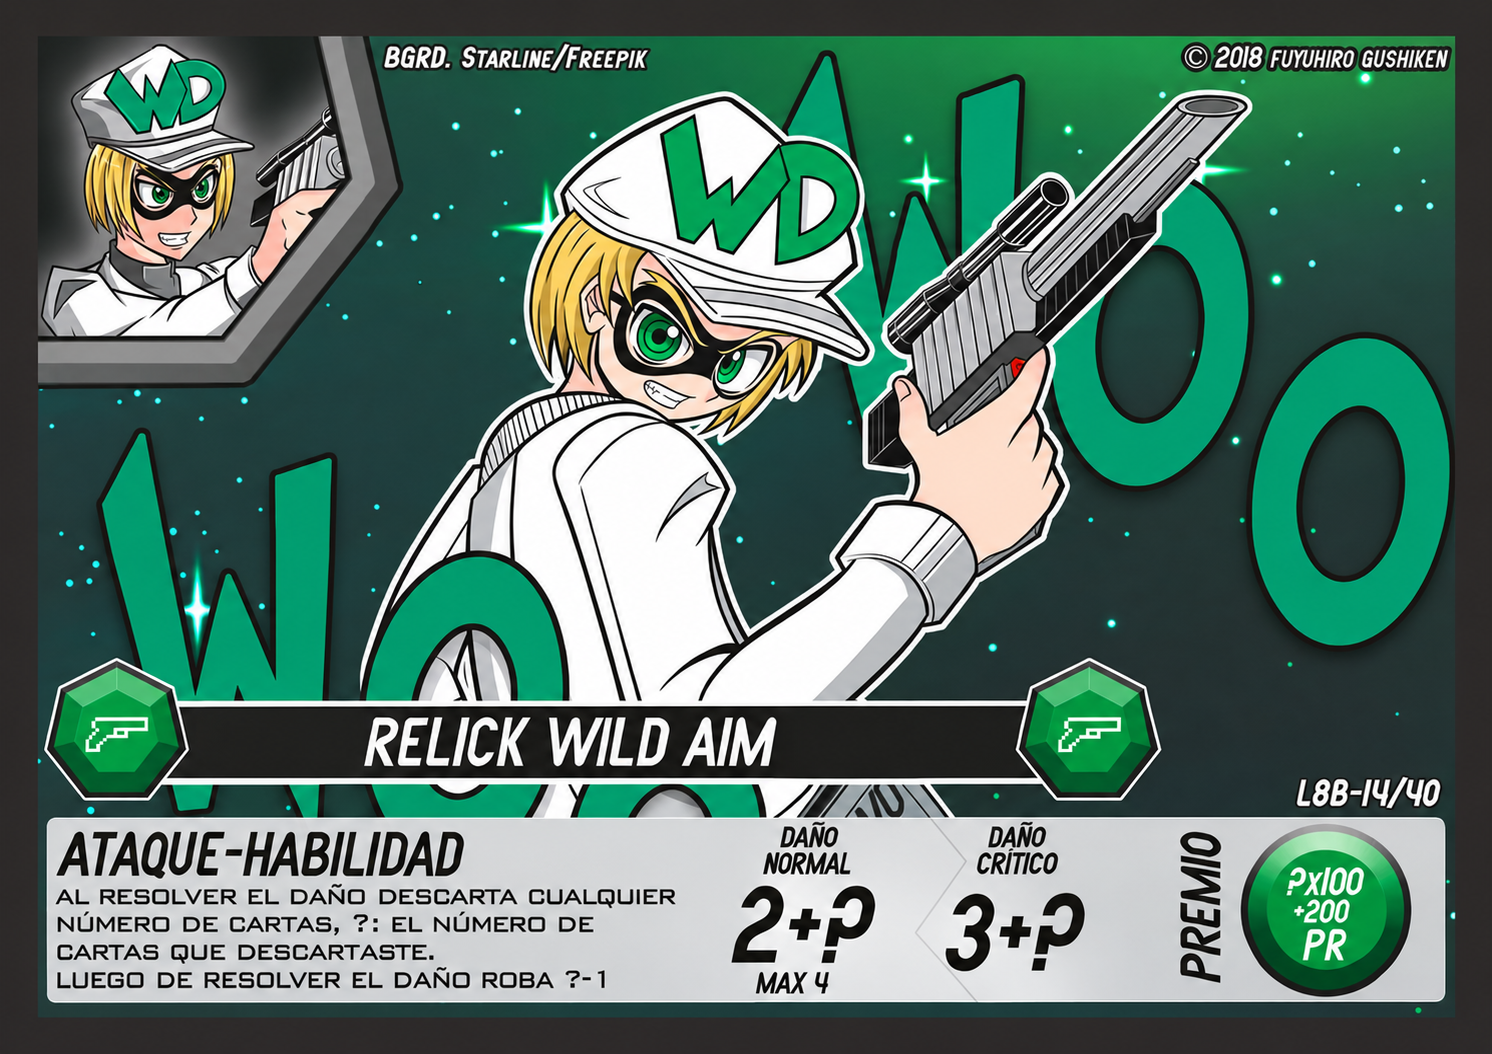 WD
BGRD. STARLINE/FREEPIK
© 2018 FUYUHIRO GUSHIKEN
WD
WOO
WOO
RELICK WILD AIM
L8B-14/40
ATAQUE-HABILIDAD
AL RESOLVER EL DAÑO DESCARTA CUALQUIER
NÚMERO DE CARTAS, ?: EL NÚMERO DE
CARTAS QUE DESCARTASTE.
LUEGO DE RESOLVER EL DAÑO ROBA ?-1
DAÑO
NORMAL
2+?
MAX 4
DAÑO
CRÍTICO
3+?
PREMIO
?X100
+200
PR